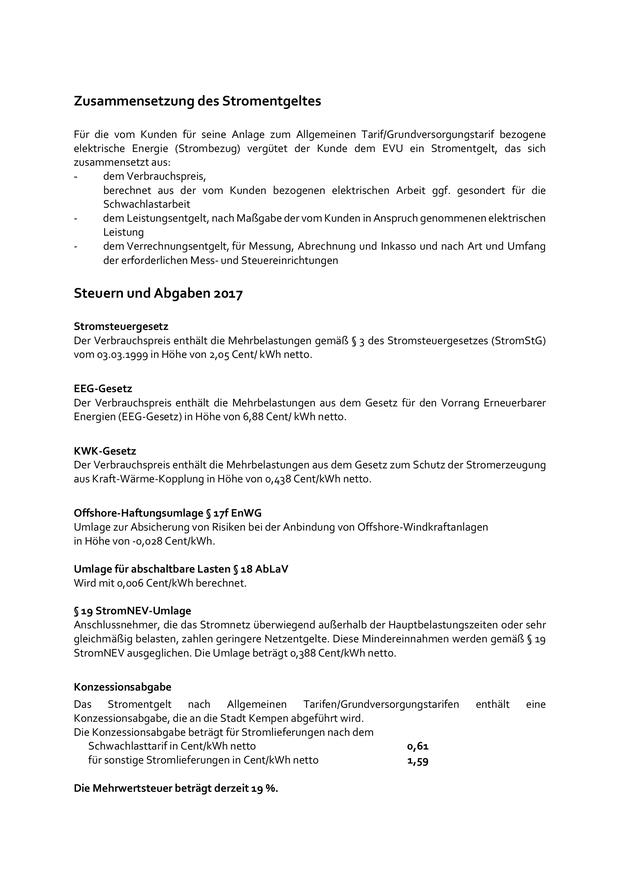 Zusammensetzung des Stromentgeltes
Für die vom Kunden für seine Anlage zum Allgemeinen Tarif/Grundversorgungstarif bezogene
elektrische Energie (Strombezug) vergütet der Kunde dem EVU ein Stromentgelt, das sich
zusammensetzt aus:
- dem Verbrauchspreis,
berechnet aus der vom Kunden bezogenen elektrischen Arbeit ggf. gesondert für die
Schwachlastarbeit
- dem Leistungsentgelt, nach Maßgabe der vom Kunden in Anspruch genommenen elektrischen
Leistung
- dem Verrechnungsentgelt, für Messung, Abrechnung und Inkasso und nach Art und Umfang
der erforderlichen Mess- und Steuereinrichtungen
Steuern und Abgaben 2017
Stromsteuergesetz
Der Verbrauchspreis enthält die Mehrbelastungen gemäß § 3 des Stromsteuergesetzes (StromStG)
vom 03.03.1999 in Höhe von 2,05 Cent/ kWh netto.
EEG-Gesetz
Der Verbrauchspreis enthält die Mehrbelastungen aus dem Gesetz für den Vorrang Erneuerbarer
Energien (EEG-Gesetz) in Höhe von 6,88 Cent/ kWh netto.
KWK-Gesetz
Der Verbrauchspreis enthält die Mehrbelastungen aus dem Gesetz zum Schutz der Stromerzeugung
aus Kraft-Wärme-Kopplung in Höhe von 0,438 Cent/kWh netto.
Offshore-Haftungsumlage § 17f EnWG
Umlage zur Absicherung von Risiken bei der Anbindung von Offshore-Windkraftanlagen
in Höhe von -0,028 Cent/kWh.
Umlage für abschaltbare Lasten § 18 AbLaV
Wird mit 0,006 Cent/kWh berechnet.
§ 19 StromNEV-Umlage
Anschlussnehmer, die das Stromnetz überwiegend außerhalb der Hauptbelastungszeiten oder sehr
gleichmäßig belasten, zahlen geringere Netzentgelte. Diese Mindereinnahmen werden gemäß § 19
StromNEV ausgeglichen. Die Umlage beträgt 0,388 Cent/kWh netto.
Konzessionsabgabe
Das Stromentgelt nach Allgemeinen Tarifen/Grundversorgungstarifen enthält eine
Konzessionsabgabe, die an die Stadt Kempen abgeführt wird.
Die Konzessionsabgabe beträgt für Stromlieferungen nach dem
Schwachlasttarif in Cent/kWh netto 0,61
für sonstige Stromlieferungen in Cent/kWh netto 1,59
Die Mehrwertsteuer beträgt derzeit 19 %.